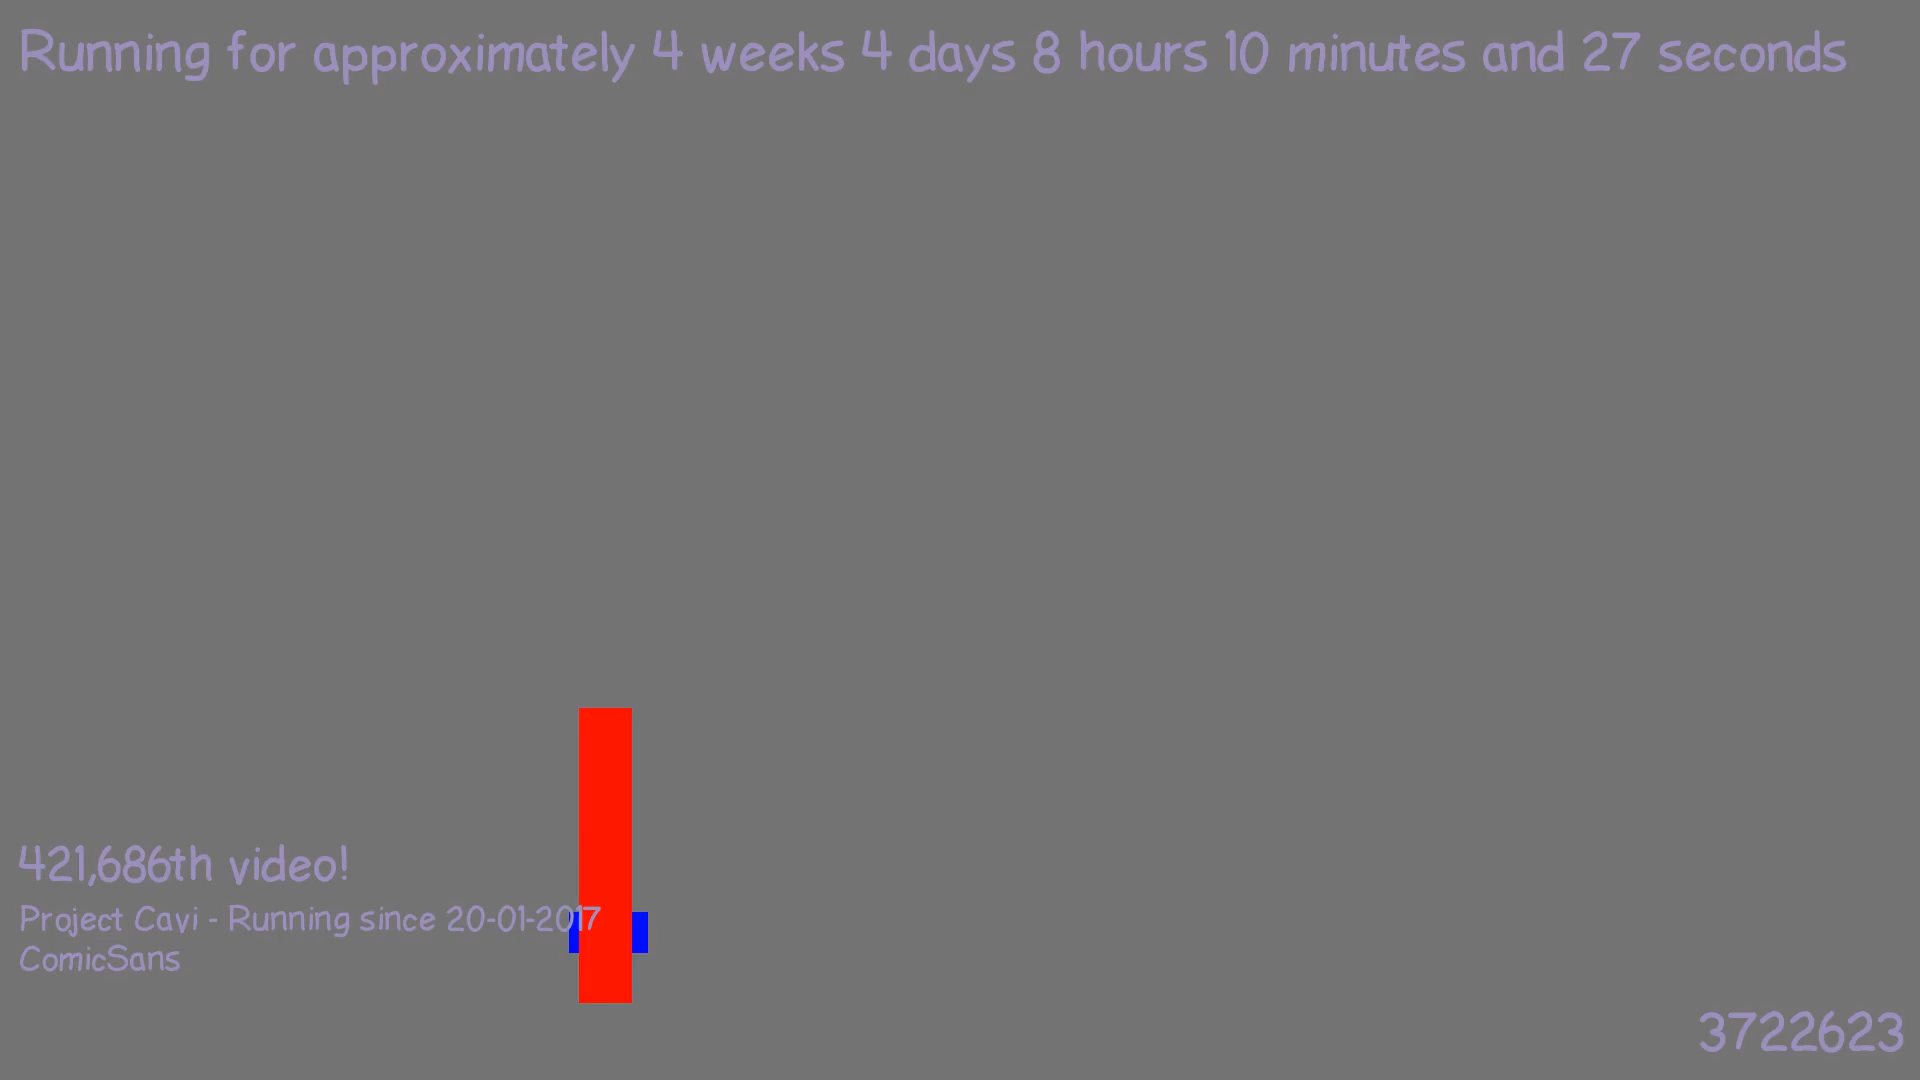 Running for approximately 4 weeks 4 days 8 hours 10 minutes and 27 seconds
421,686th video!
Project Cavi - Running since 20-01-2017
ComicSans
3722623